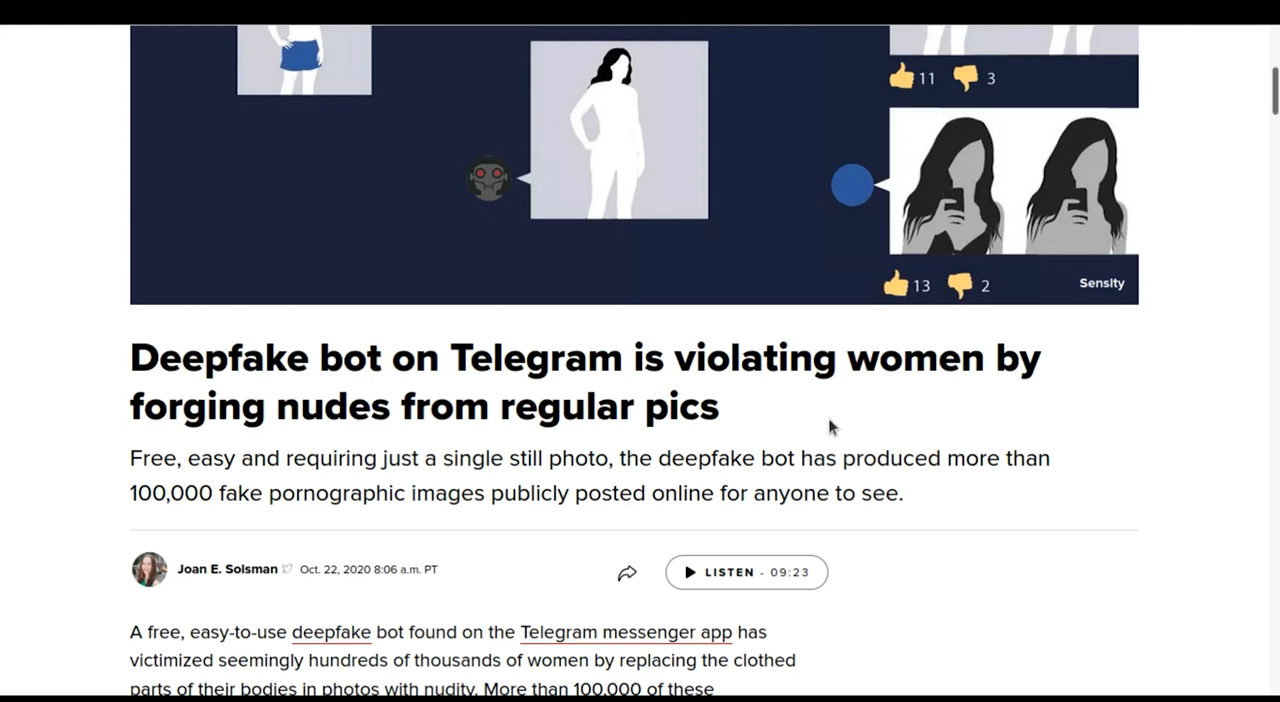 11
3
13
2
Sensity
Deepfake bot on Telegram is violating women by
forging nudes from regular pics
Free, easy and requiring just a single still photo, the deepfake bot has produced more than
100,000 fake pornographic images publicly posted online for anyone to see.
Joan E. Solsman Oct. 22, 2020 8:06 a.m. PT
LISTEN - 09:23
A free, easy-to-use deepfake bot found on the Telegram messenger app has
victimized seemingly hundreds of thousands of women by replacing the clothed
parts of their bodies in photos with nudity. More than 100,000 of these